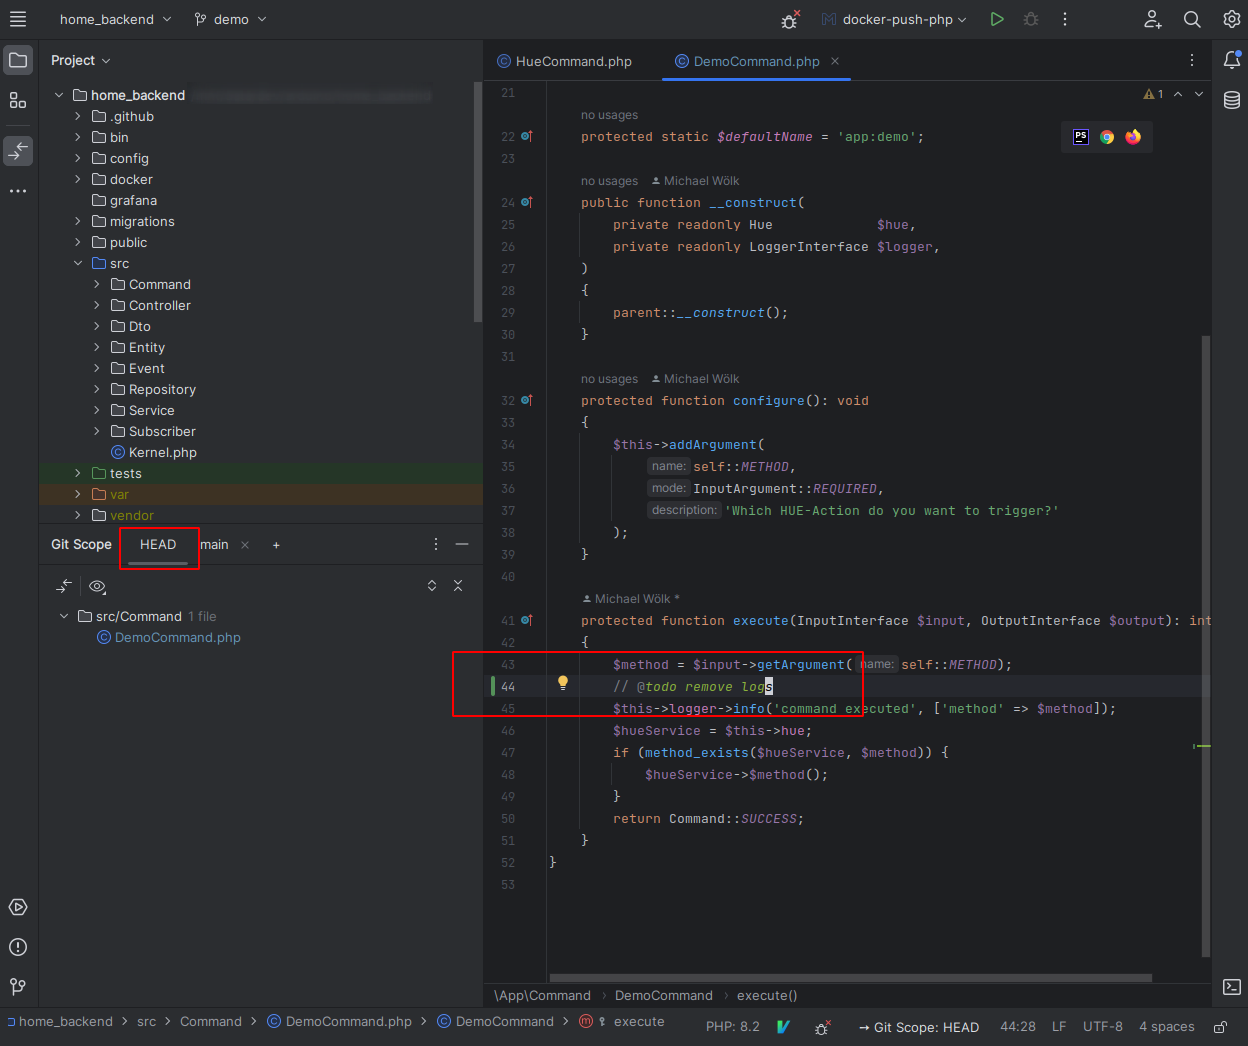 home_backend demo docker-push-php
Project
home_backend
.github
bin
config
docker
grafana
migrations
public
src
Command
Controller
Dto
Entity
Event
Repository
Service
Subscriber
Kernel.php
tests
var
vendor
Git Scope HEAD main +
src/Command 1 file
DemoCommand.php
HueCommand.php DemoCommand.php
1
PS
21
no usages
22 protected static $defaultName = 'app:demo';
23
no usages Michael Wölk
24 public function __construct(
25 private readonly Hue $hue,
26 private readonly LoggerInterface $logger,
27 )
28 {
29 parent::__construct();
30 }
31
no usages Michael Wölk
32 protected function configure(): void
33 {
34 $this->addArgument(
35 name: self::METHOD,
36 mode: InputArgument::REQUIRED,
37 description: 'Which HUE-Action do you want to trigger?'
38 );
39 }
40
Michael Wölk *
41 protected function execute(InputInterface $input, OutputInterface $output): int
42 {
43 $method = $input->getArgument( name: self::METHOD);
44 // @todo remove logs
45 $this->logger->info('command executed', ['method' => $method]);
46 $hueService = $this->hue;
47 if (method_exists($hueService, $method)) {
48 $hueService->$method();
49 }
50 return Command::SUCCESS;
51 }
52 }
53
\App\Command › DemoCommand › execute()
home_backend > src > Command > DemoCommand.php > DemoCommand > m execute PHP: 8.2 → Git Scope: HEAD 44:28 LF UTF-8 4 spaces